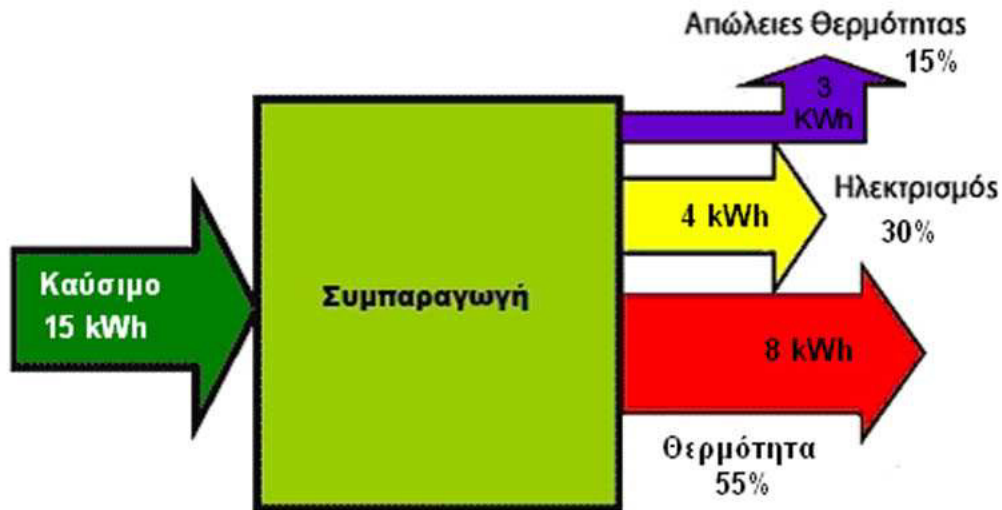 Απώλειες Θερμότητας
15%
3
KWh
Ηλεκτρισμός
30%
4 kWh
Καύσιμο
15 kWh
Συμπαραγωγή
8 kWh
Θερμότητα
55%